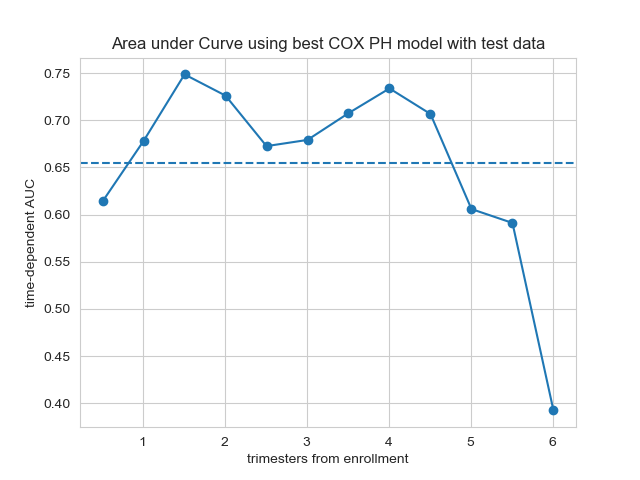 Area under Curve using best COX PH model with test data
0.75
0.70
0.65
0.60
0.55
0.50
0.45
0.40
time-dependent AUC
1 2 3 4 5 6
trimesters from enrollment